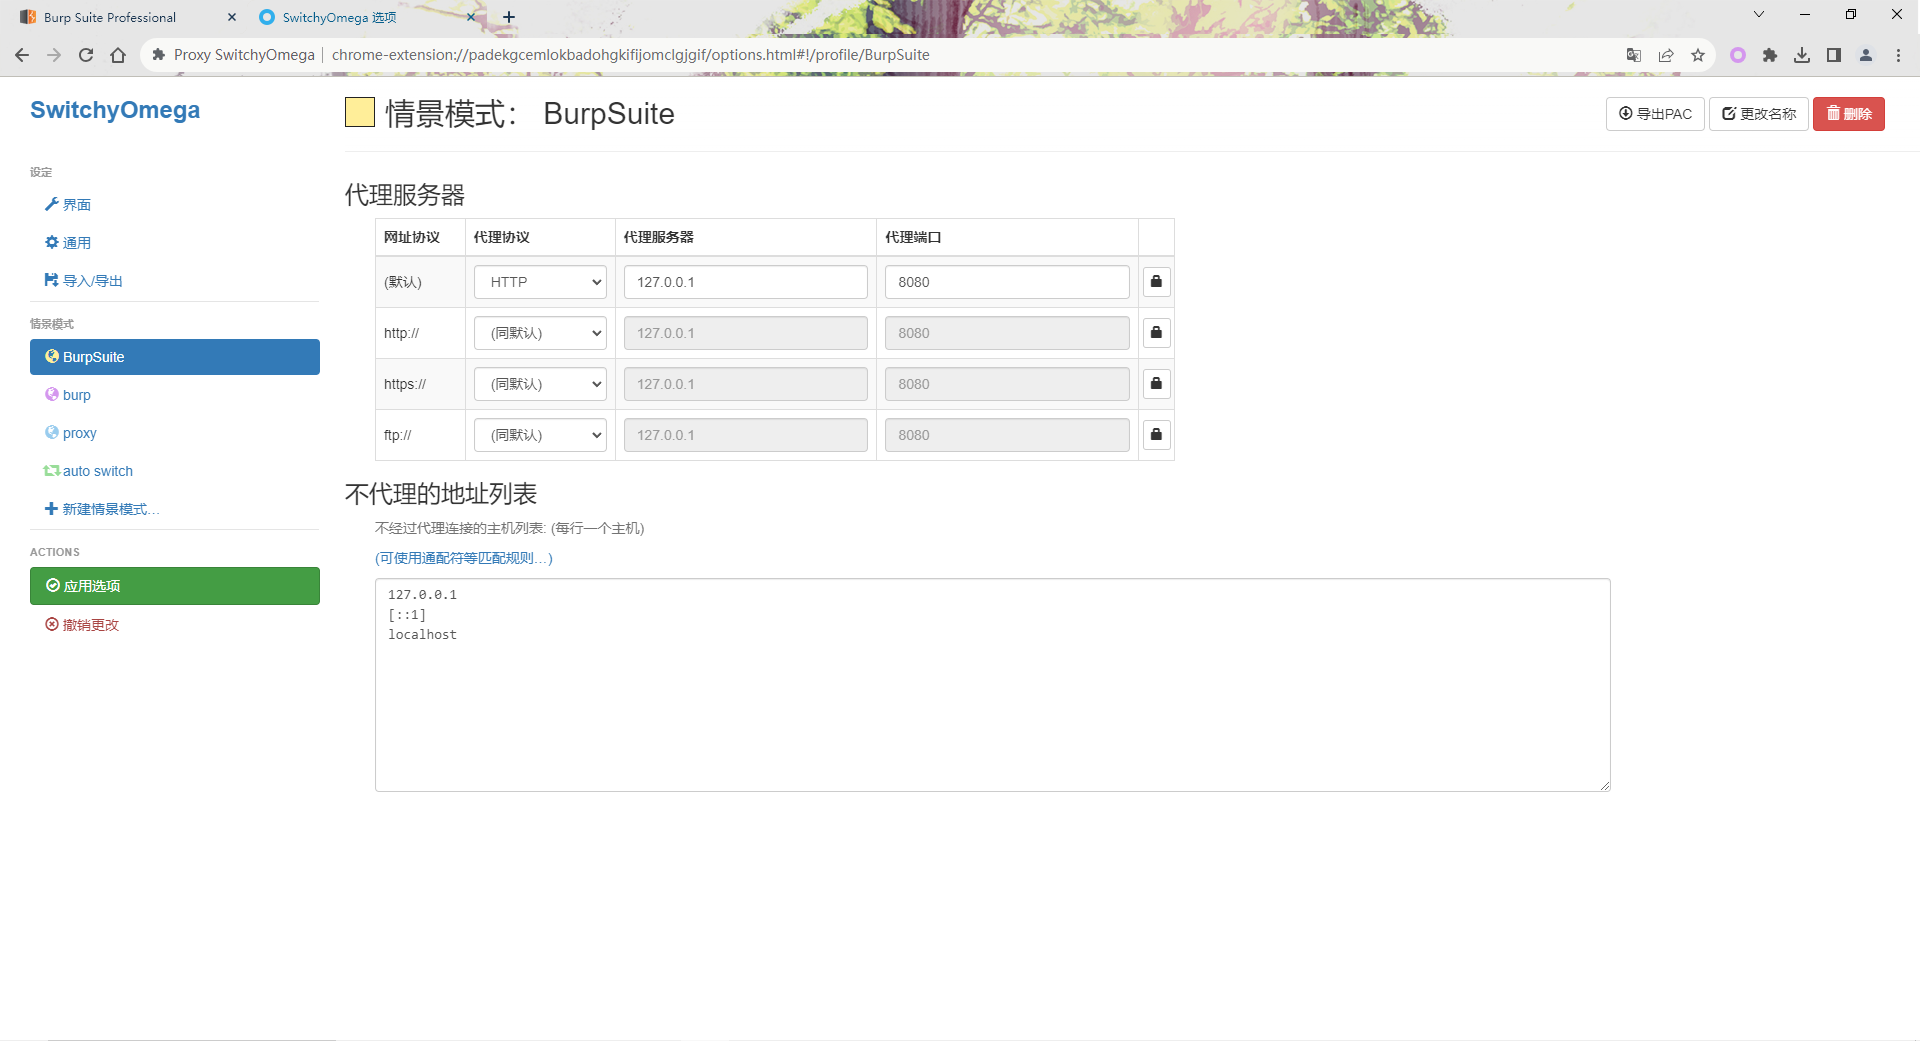 Burp Suite Professional
SwitchyOmega 选项
Proxy SwitchyOmega | chrome-extension://padekgcemlokbadohgkifijomclgjgif/options.html#!/profile/BurpSuite
SwitchyOmega
情景模式： BurpSuite
导出PAC
更改名称
删除
设定
界面
通用
导入/导出
情景模式
BurpSuite
burp
proxy
auto switch
新建情景模式...
ACTIONS
应用选项
撤销更改
代理服务器
网址协议 代理协议 代理服务器 代理端口
(默认) HTTP 127.0.0.1 8080
http:// (同默认) 127.0.0.1 8080
https:// (同默认) 127.0.0.1 8080
ftp:// (同默认) 127.0.0.1 8080
不代理的地址列表
不经过代理连接的主机列表: (每行一个主机)
(可使用通配符等匹配规则...)
127.0.0.1
[::1]
localhost